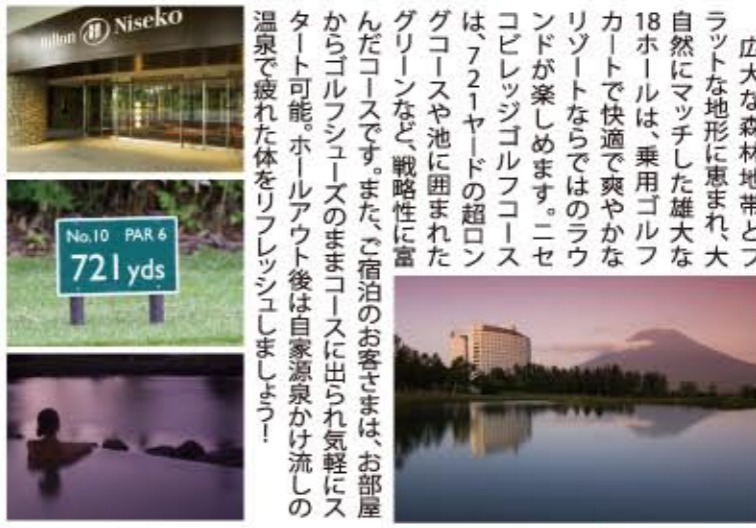 広大な森林地帯とフ
ラットな地形に恵まれ、大
自然にマッチした雄大な
18ホールは、乗用ゴルフ
カートで快適で爽やかな
リゾートならではのラウ
ンドが楽しめます。ニセ
コビレッジゴルフコース
は、721ヤードの超ロン
グコースや池に囲まれた
グリーンなど、戦略性に富
んだコースです。また、ご宿泊のお客さまは、お部屋
からゴルフシューズのままコースに出られ気軽にス
タート可能。ホールアウト後は自家源泉かけ流しの
温泉で疲れた体をリフレッシュしましょう！
Hilton Niseko
No.10 PAR 6
721 yds